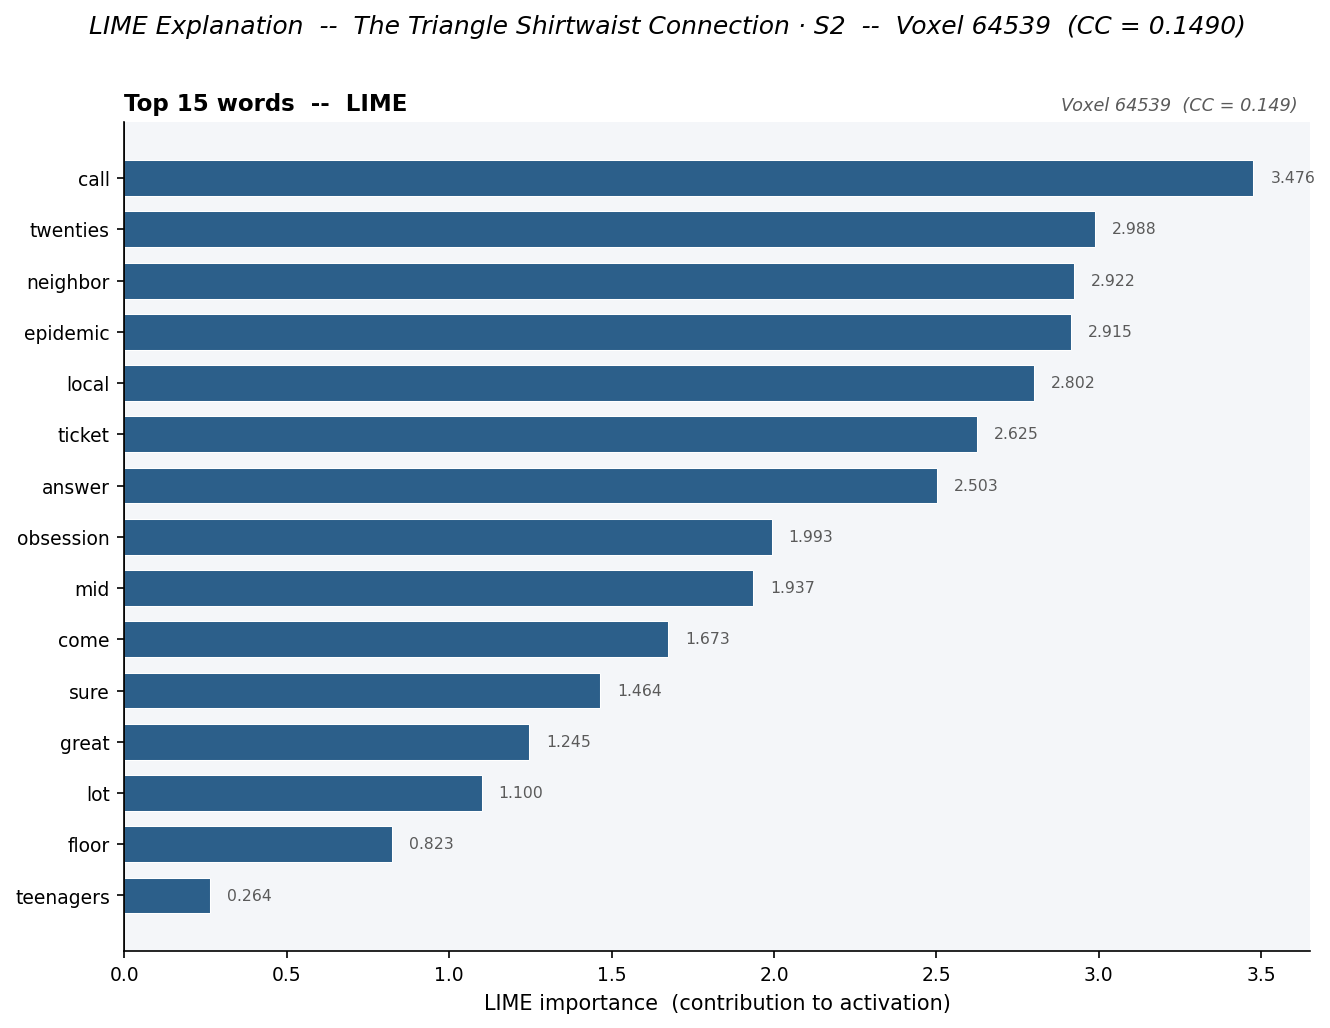 LIME Explanation -- The Triangle Shirtwaist Connection · S2 -- Voxel 64539 (CC = 0.1490)
Top 15 words -- LIME
Voxel 64539 (CC = 0.149)
call 3.476
twenties 2.988
neighbor 2.922
epidemic 2.915
local 2.802
ticket 2.625
answer 2.503
obsession 1.993
mid 1.937
come 1.673
sure 1.464
great 1.245
lot 1.100
floor 0.823
teenagers 0.264
0.0 0.5 1.0 1.5 2.0 2.5 3.0 3.5
LIME importance (contribution to activation)